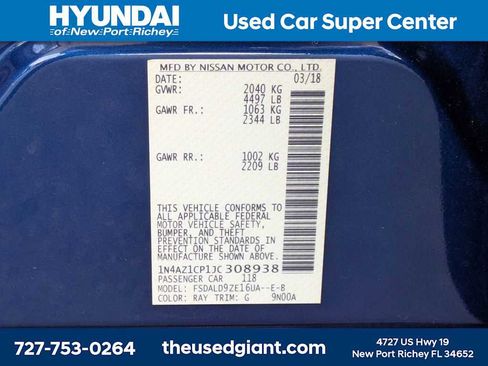 HYUNDAI
of New Port Richey
Used Car Super Center
MFD BY NISSAN MOTOR CO., LTD.
DATE: 03/18
GVWR: 2040 KG
4497 LB
GAWR FR.: 1063 KG
2344 LB
GAWR RR.: 1002 KG
2209 LB
THIS VEHICLE CONFORMS TO
ALL APPLICABLE FEDERAL
MOTOR VEHICLE SAFETY,
BUMPER, AND THEFT
PREVENTION STANDARDS IN
EFFECT ON THE DATE OF
MANUFACTURE SHOWN ABOVE.
1N4AZ1CP1JC308938
PASSENGER CAR 118
MODEL: FSDALD9ZE16UA--E-B
COLOR: RAY TRIM: G 9N00A
727-753-0264
theusedgiant.com
4727 US Hwy 19
New Port Richey FL 34652